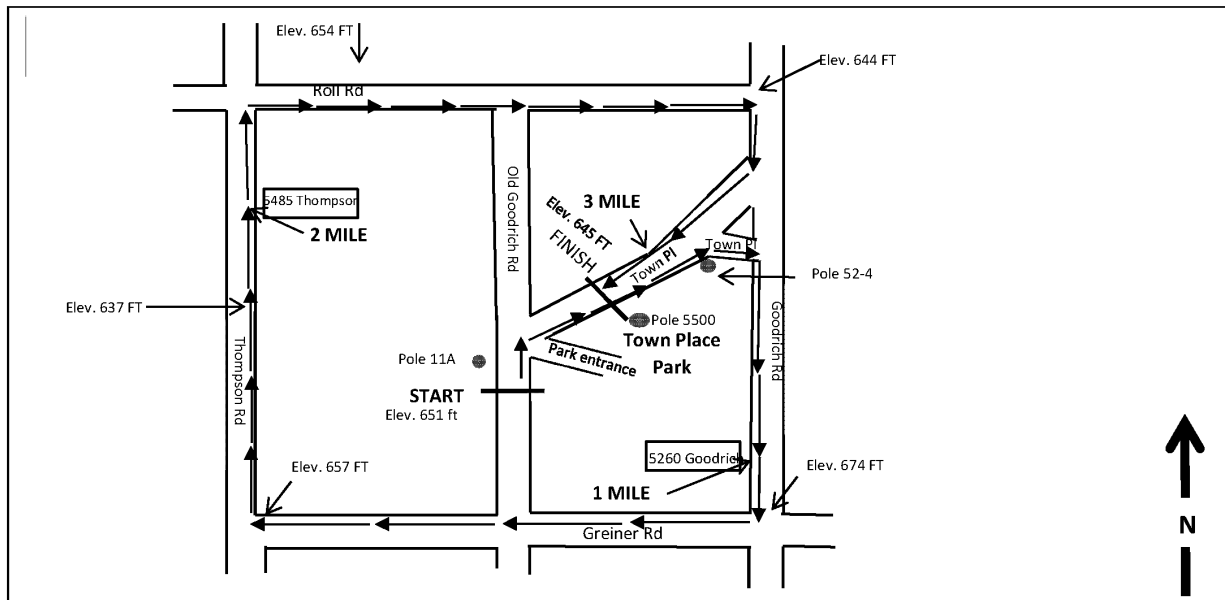 Elev. 654 FT
Elev. 644 FT
Roll Rd
5485 Thompson
2 MILE
Old Goodrich Rd
3 MILE
Elev. 645 FT
FINISH
Town Pl
Town Pl
Pole 52-4
Elev. 637 FT
Pole 5500
Town Place
Park
Park entrance
Goodrich Rd
Thompson Rd
Pole 11A
START
Elev. 651 ft
5260 Goodrich
Elev. 657 FT
Elev. 674 FT
1 MILE
Greiner Rd
N